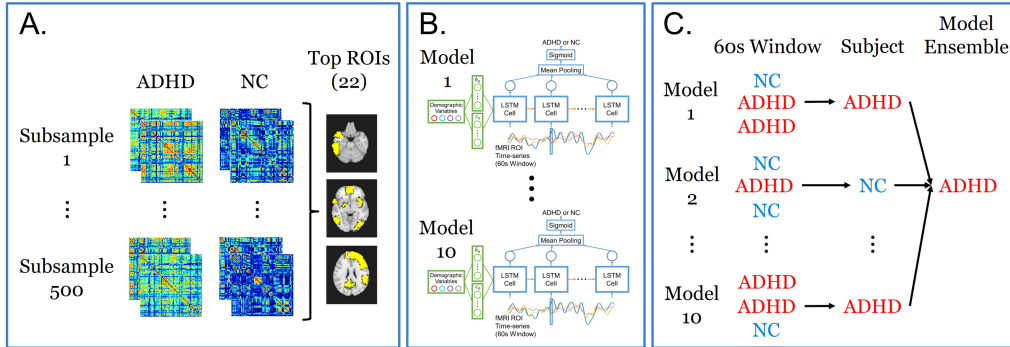 A.
ADHD
NC
Top ROIs
(22)
Subsample
1
Subsample
500
B.
Model
1
ADHD or NC
Sigmoid
Mean Pooling
Demographic
Variables
LSTM
Cell
LSTM
Cell
LSTM
Cell
fMRI ROI
Time-series
(60s Window)
Model
10
ADHD or NC
Sigmoid
Mean Pooling
Demographic
Variables
LSTM
Cell
LSTM
Cell
LSTM
Cell
fMRI ROI
Time-series
(60s Window)
C.
60s Window
Subject
Model
Ensemble
Model
1
NC
ADHD
ADHD
ADHD
Model
2
NC
ADHD
NC
NC
ADHD
Model
10
ADHD
ADHD
NC
ADHD